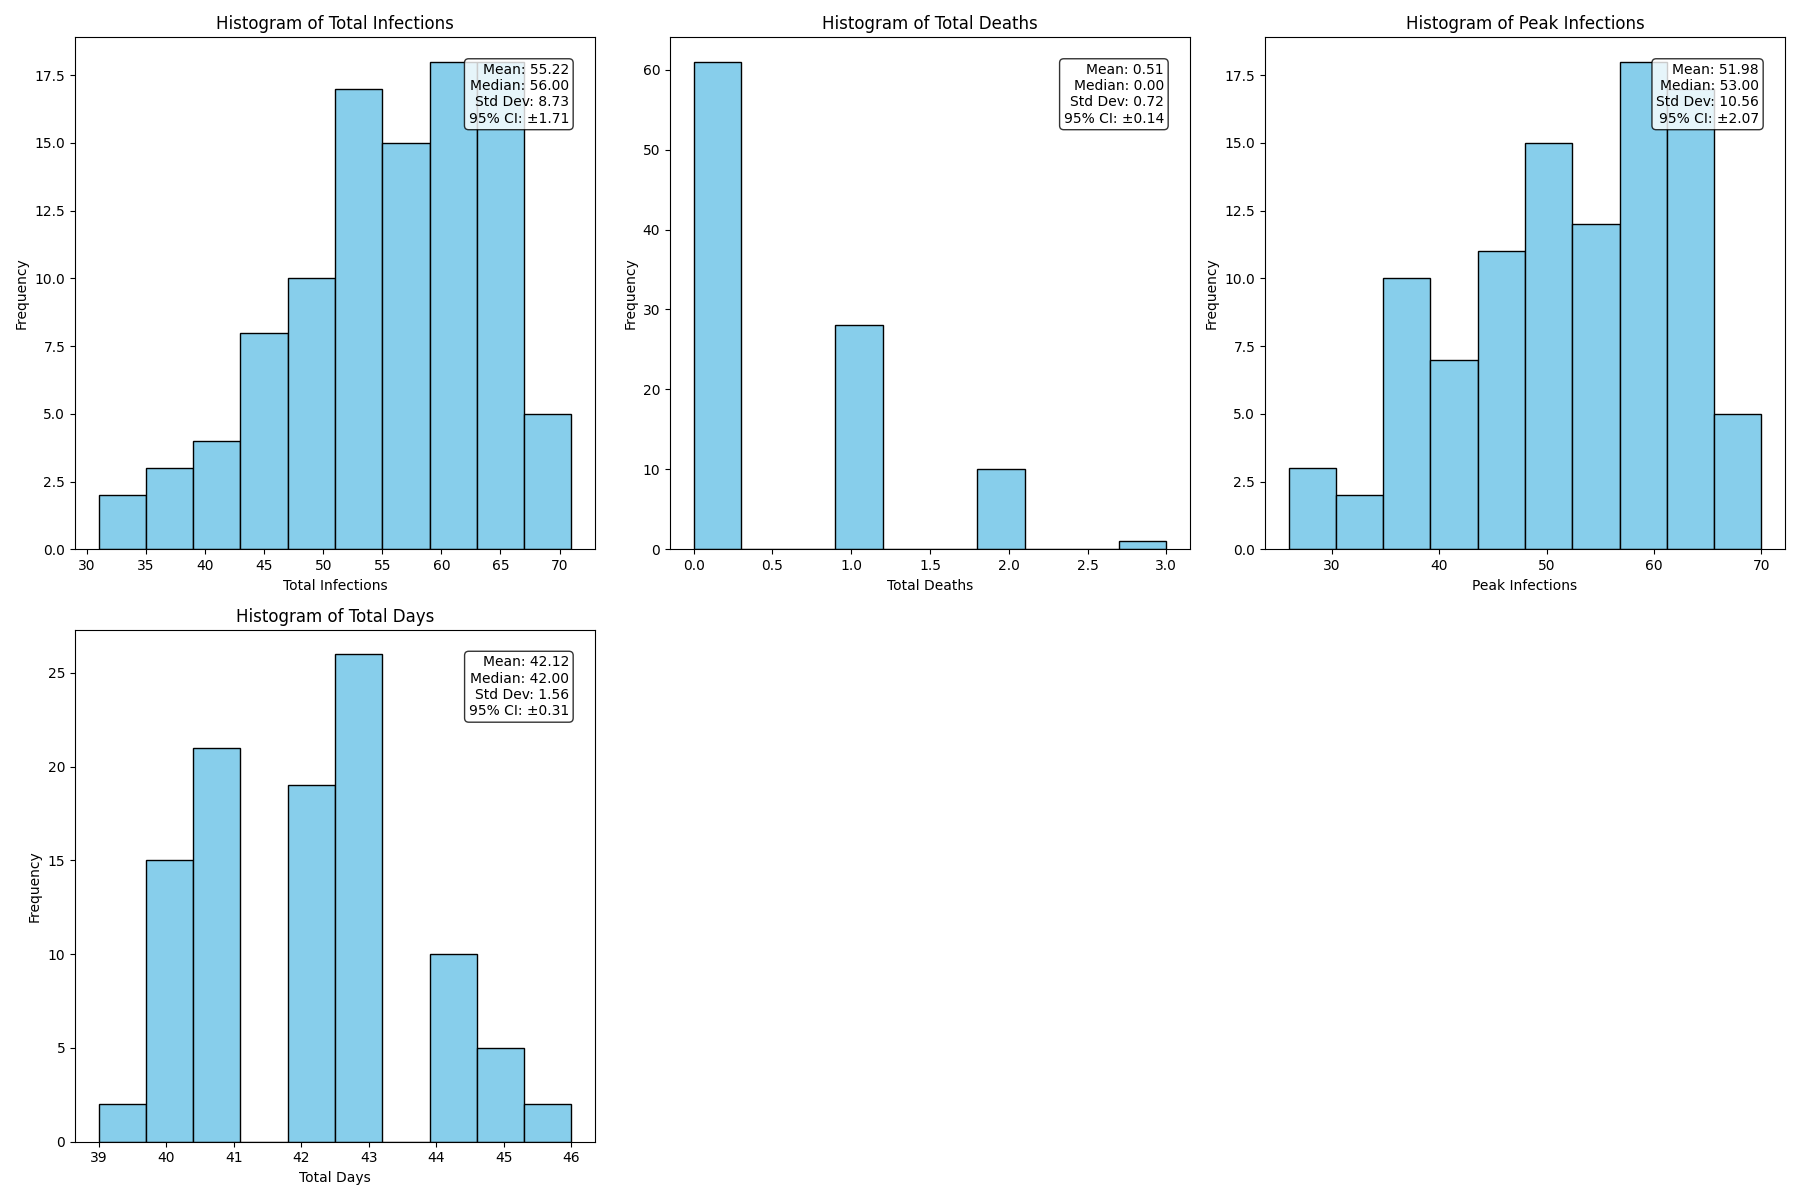 Histogram of Total Infections
17.5
15.0
12.5
10.0
7.5
5.0
2.5
0.0
Frequency
Mean: 55.22
Median: 56.00
Std Dev: 8.73
95% CI: ±1.71
30 35 40 45 50 55 60 65 70
Total Infections
Histogram of Total Deaths
60
50
40
30
20
10
0
Frequency
Mean: 0.51
Median: 0.00
Std Dev: 0.72
95% CI: ±0.14
0.0 0.5 1.0 1.5 2.0 2.5 3.0
Total Deaths
Histogram of Peak Infections
17.5
15.0
12.5
10.0
7.5
5.0
2.5
0.0
Frequency
Mean: 51.98
Median: 53.00
Std Dev: 10.56
95% CI: ±2.07
30 40 50 60 70
Peak Infections
Histogram of Total Days
25
20
15
10
5
0
Frequency
Mean: 42.12
Median: 42.00
Std Dev: 1.56
95% CI: ±0.31
39 40 41 42 43 44 45 46
Total Days